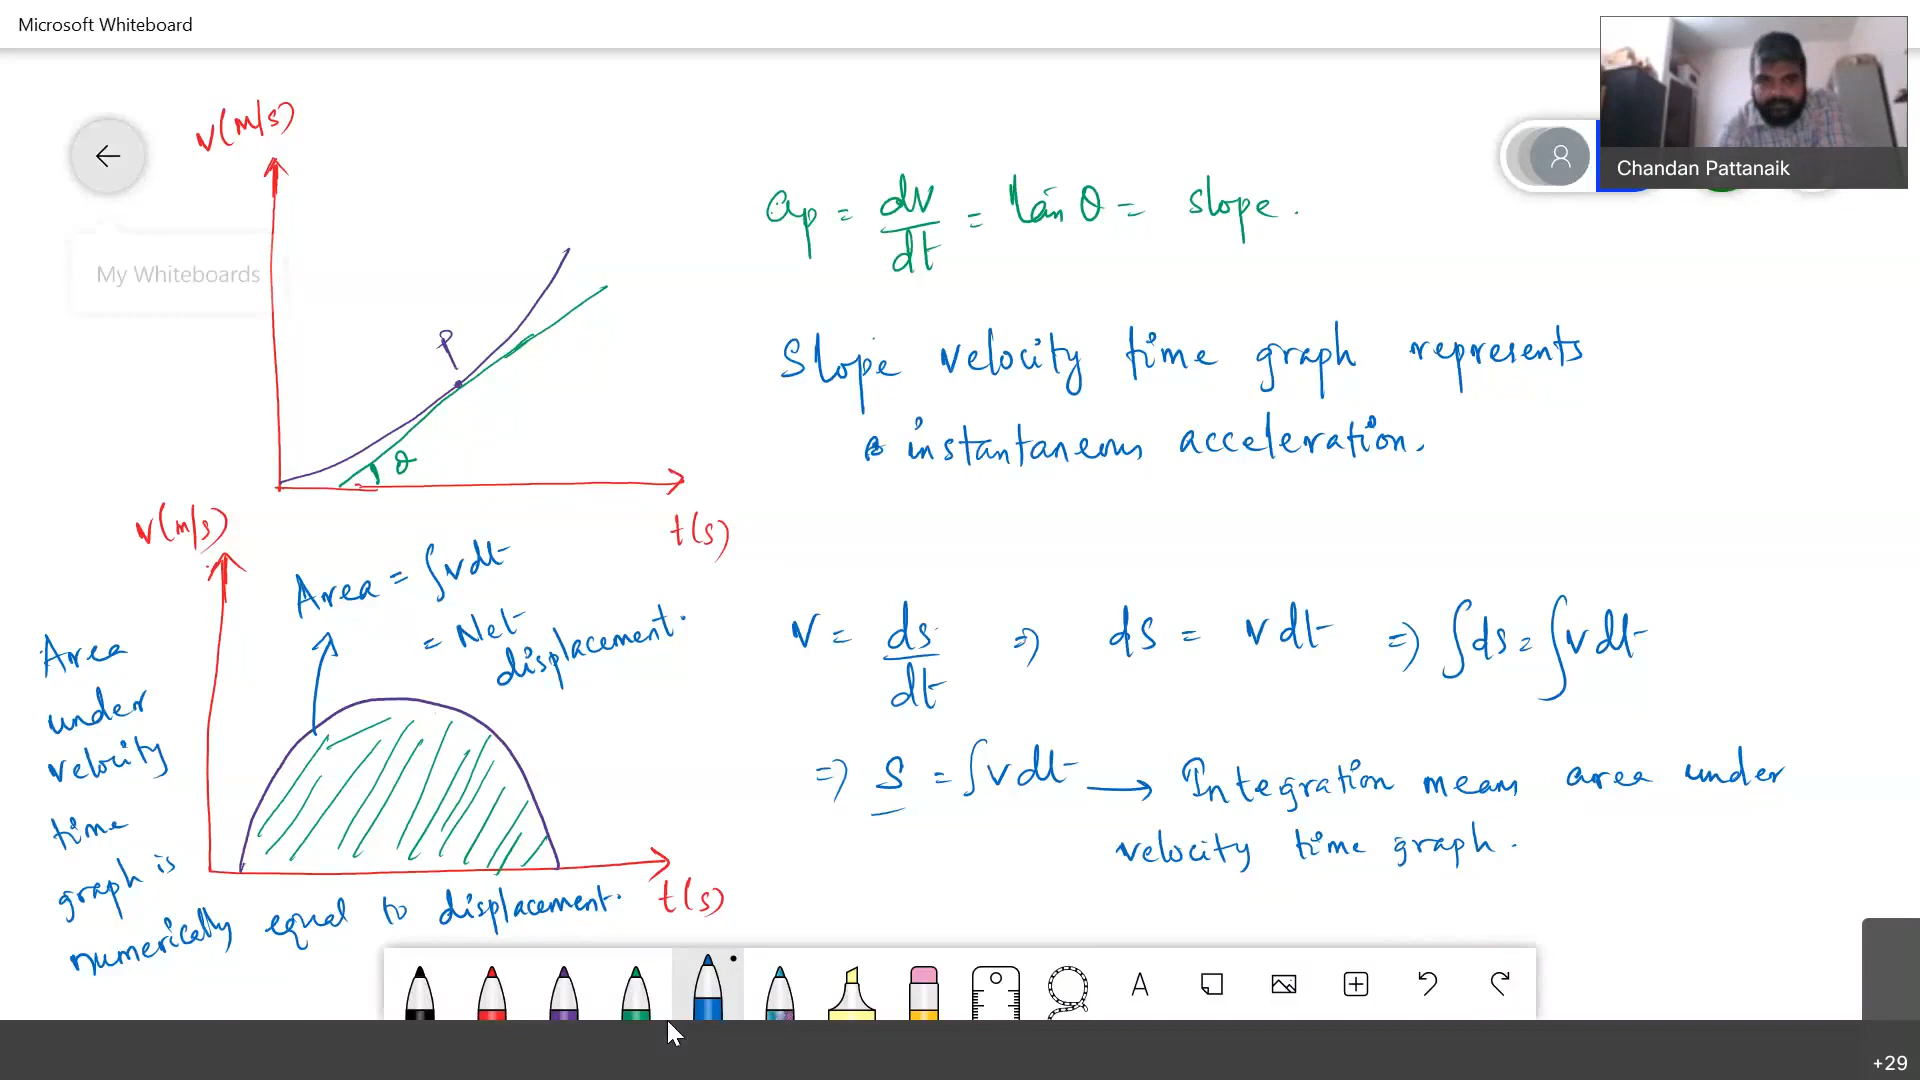 Microsoft Whiteboard
Chandan Pattanaik
My Whiteboards
v(m/s)
P
θ
t(s)
ap = dv/dt = tan θ = slope.
Slope velocity time graph represents
instantaneous acceleration.
v(m/s)
Area = ∫vdt
= Net
displacement.
Area
under
velocity
time
graph is
numerically equal to displacement.
t(s)
v = ds/dt ⇒ ds = vdt ⇒ ∫ds = ∫vdt
⇒ s = ∫vdt → Integration means area under
velocity time graph.
A
+29